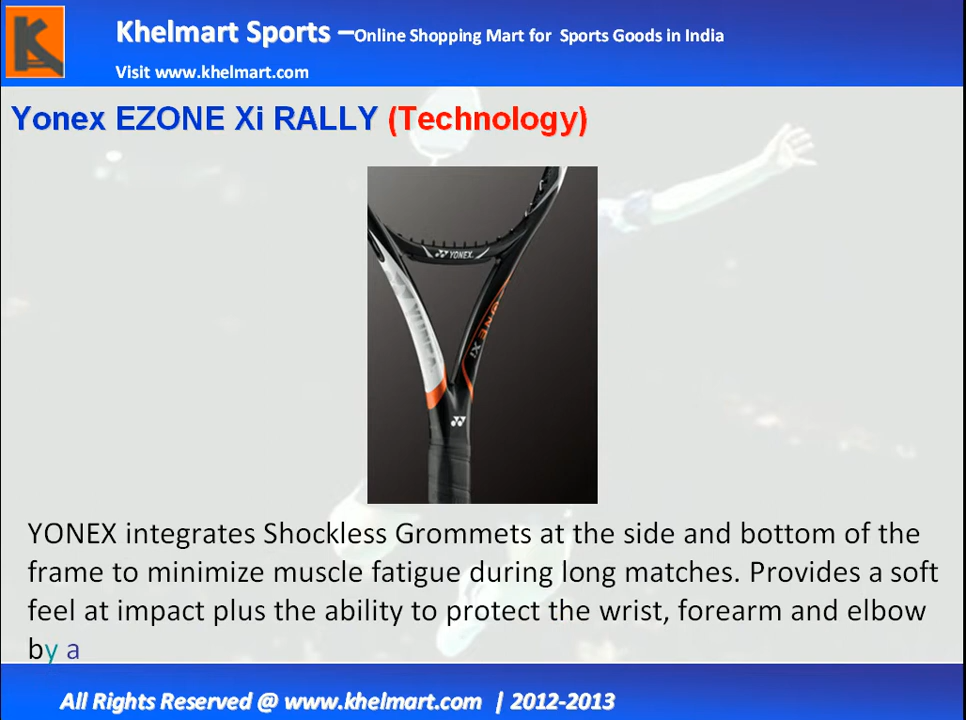 K
Khelmart Sports –Online Shopping Mart for Sports Goods in India
Visit www.khelmart.com
Yonex EZONE Xi RALLY (Technology)
YONEX
ZONE Xi
YONEX integrates Shockless Grommets at the side and bottom of the
frame to minimize muscle fatigue during long matches. Provides a soft
feel at impact plus the ability to protect the wrist, forearm and elbow
by a
All Rights Reserved @ www.khelmart.com | 2012-2013